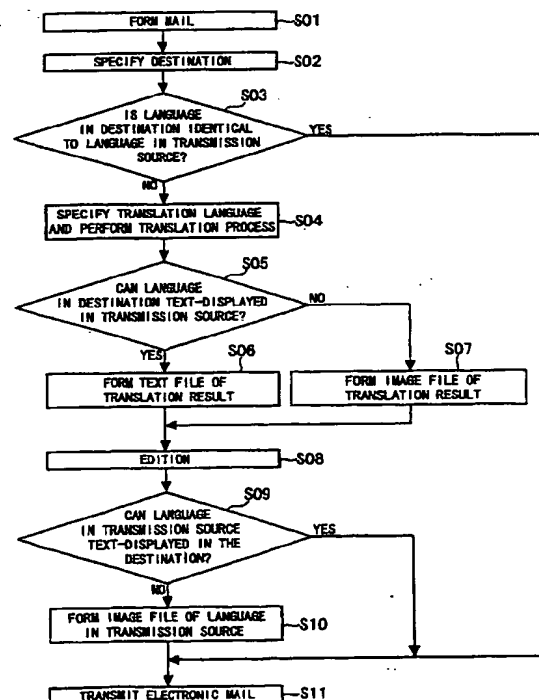 FORM MAIL
S01
SPECIFY DESTINATION
S02
S03
IS LANGUAGE
IN DESTINATION IDENTICAL
TO LANGUAGE IN TRANSMISSION
SOURCE?
YES
NO
SPECIFY TRANSLATION LANGUAGE
AND PERFORM TRANSLATION PROCESS
S04
S05
CAN LANGUAGE
IN DESTINATION TEXT-DISPLAYED
IN TRANSMISSION SOURCE?
NO
YES
S06
FORM TEXT FILE OF
TRANSLATION RESULT
S07
FORM IMAGE FILE OF
TRANSLATION RESULT
EDITION
S08
S09
CAN LANGUAGE
IN TRANSMISSION SOURCE
TEXT-DISPLAYED IN THE
DESTINATION?
YES
NO
FORM IMAGE FILE OF LANGUAGE
IN TRANSMISSION SOURCE
S10
TRANSMIT ELECTRONIC MAIL
S11